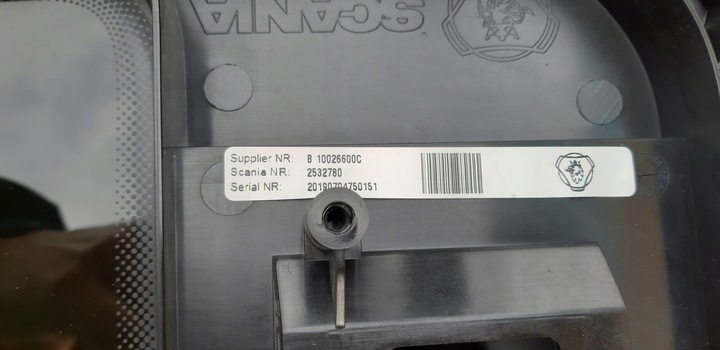 SCANIA
Supplier NR: B 10026600C
Scania NR: 2532780
Serial NR: 20190704750151